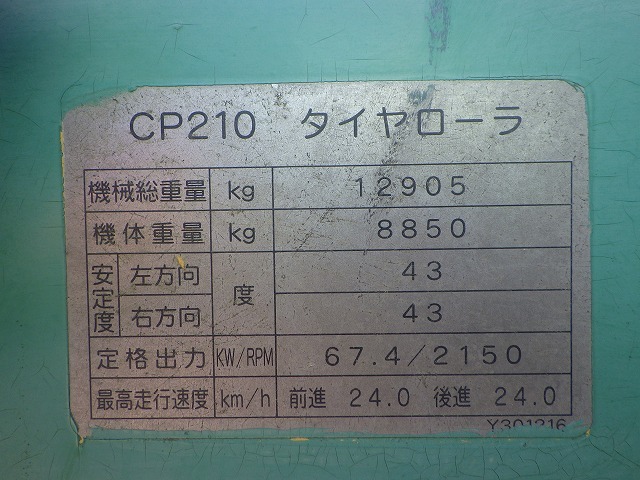 CP210 タイヤローラ
機械総重量 kg 12905
機体重量 kg 8850
安定度 左方向 度 43
右方向 43
定格出力 KW/RPM 67.4/2150
最高走行速度 km/h 前進 24.0 後進 24.0
Y301216